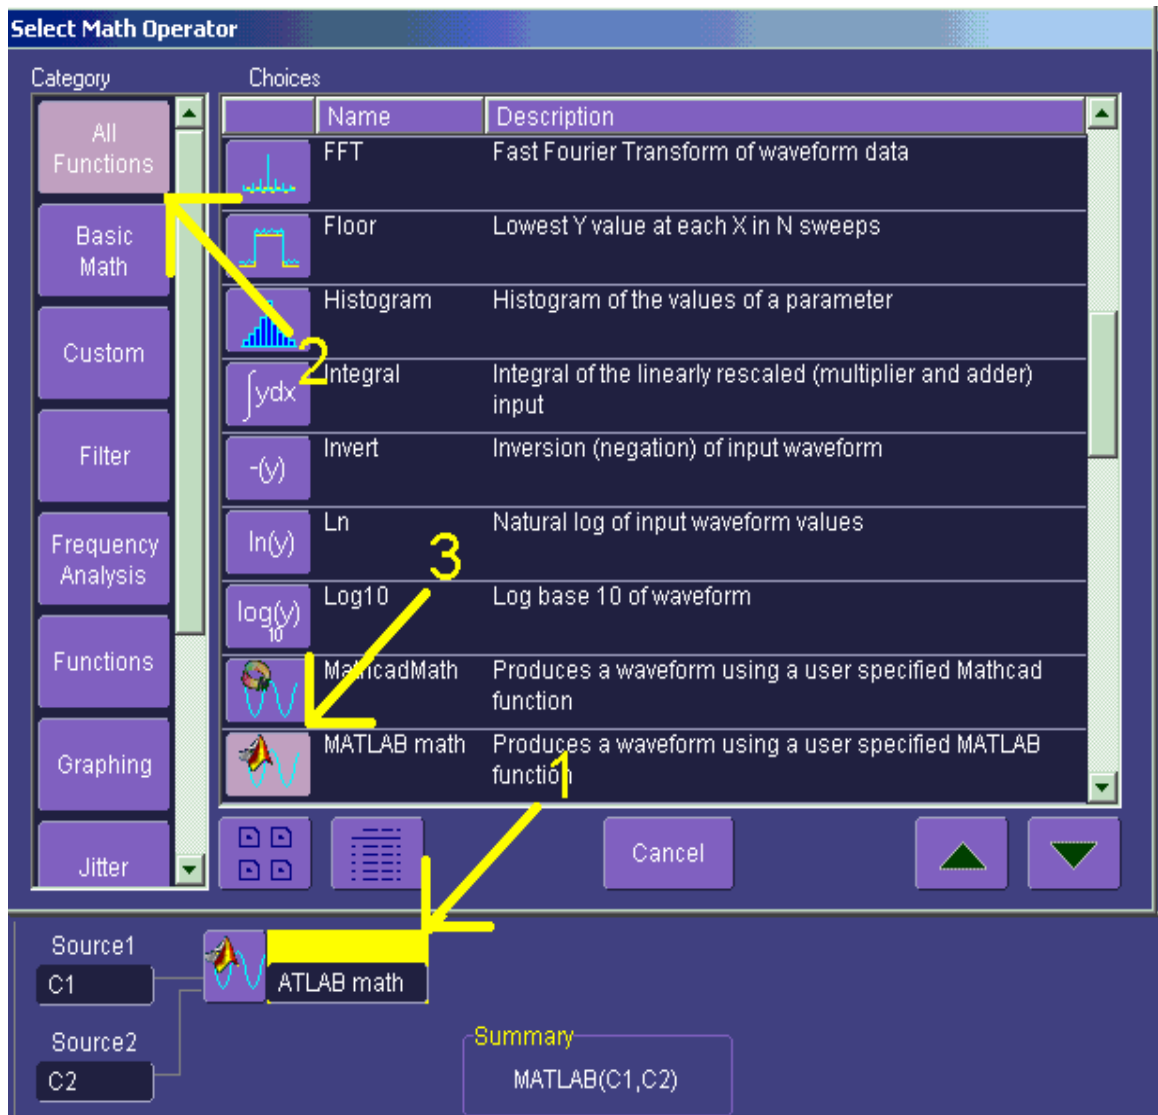 Select Math Operator
Category
Choices
All
Functions
Basic
Math
Custom
Filter
Frequency
Analysis
Functions
Graphing
Jitter
Name Description
FFT Fast Fourier Transform of waveform data
Floor Lowest Y value at each X in N sweeps
Histogram Histogram of the values of a parameter
2
∫ydx Integral Integral of the linearly rescaled (multiplier and adder)
input
-(y) Invert Inversion (negation) of input waveform
ln(y) Ln Natural log of input waveform values
3
log(y)
10
Log10 Log base 10 of waveform
MathcadMath Produces a waveform using a user specified Mathcad
function
MATLAB math Produces a waveform using a user specified MATLAB
function
1
Cancel
Source1
C1
ATLAB math
Source2
C2
Summary
MATLAB(C1,C2)